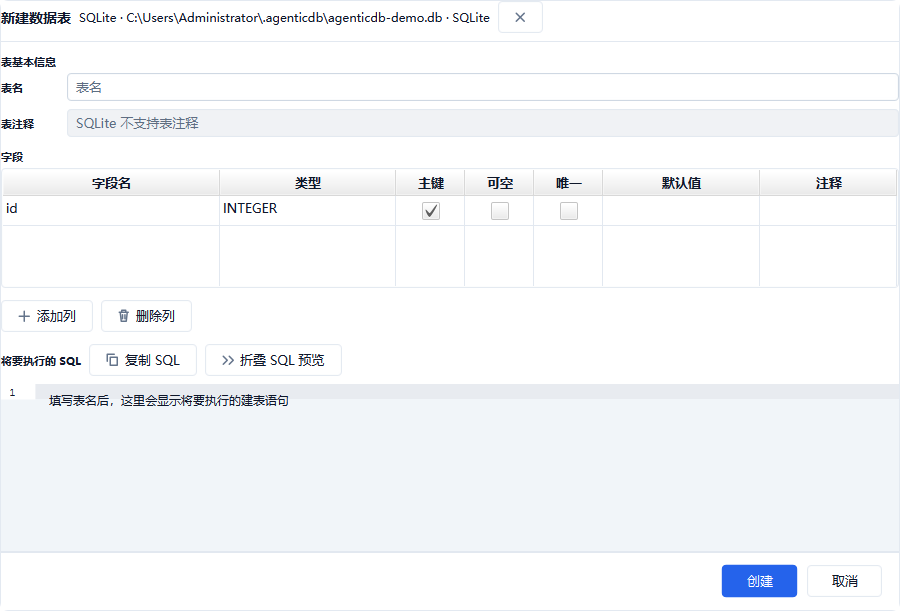 新建数据表 SQLite · C:\Users\Administrator\.agenticdb\agenticdb-demo.db · SQLite
表基本信息
表名 表名
表注释 SQLite 不支持表注释
字段
字段名 类型 主键 可空 唯一 默认值 注释
id INTEGER
添加列 删除列
将要执行的 SQL 复制 SQL 折叠 SQL 预览
1 填写表名后，这里会显示将要执行的建表语句
创建 取消